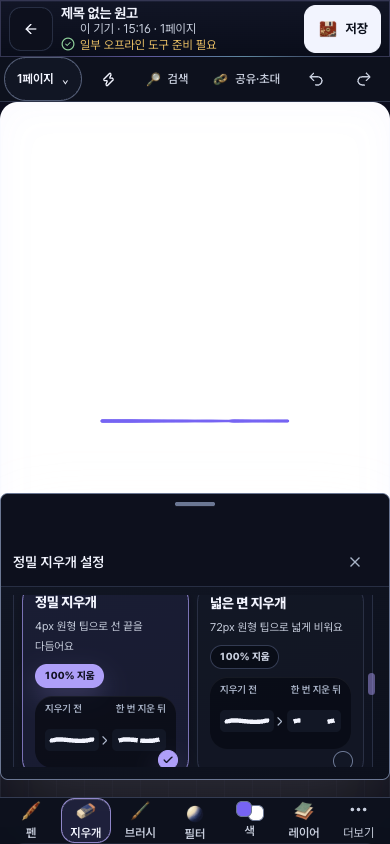 제목 없는 원고
이 기기 · 15:16 · 1페이지
일부 오프라인 도구 준비 필요
저장
1페이지
검색
공유·초대
정밀 지우개 설정
정밀 지우개
4px 원형 팁으로 선 끝을
다듬어요
100% 지움
지우기 전
한 번 지운 뒤
넓은 면 지우개
72px 원형 팁으로 넓게 비워요
100% 지움
지우기 전
한 번 지운 뒤
펜
지우개
브러시
필터
색
레이어
더보기